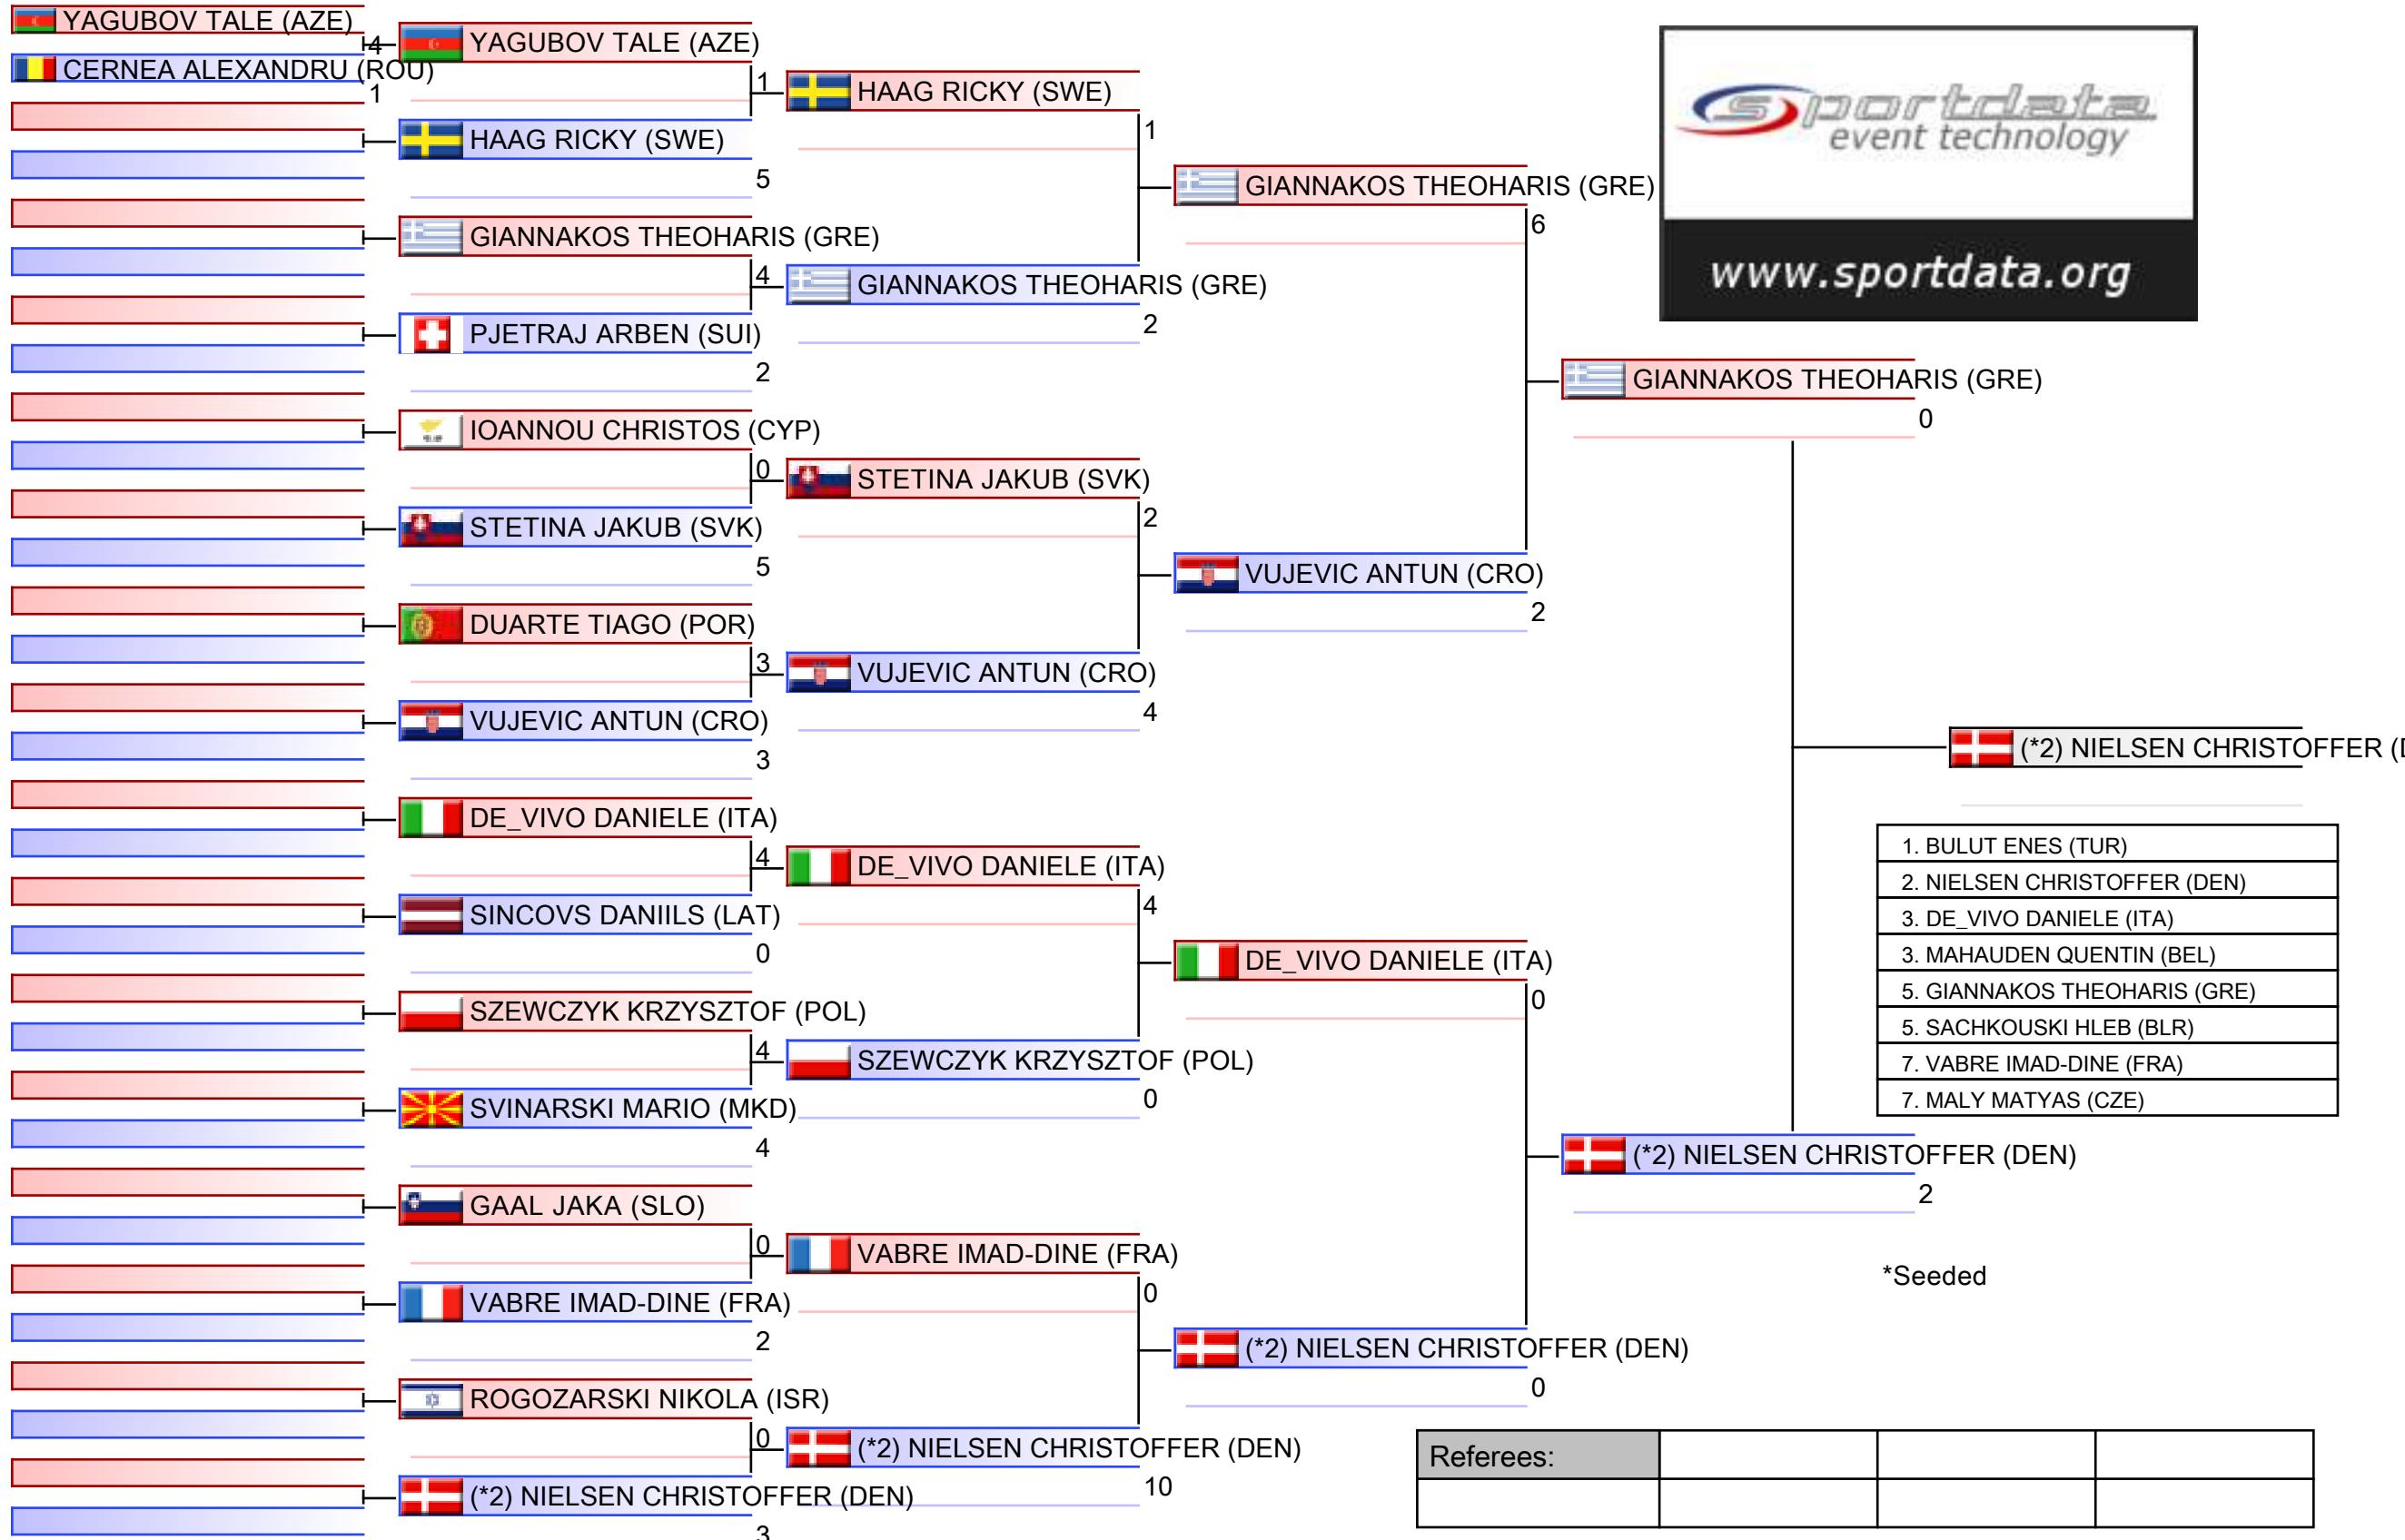 YAGUBOV TALE (AZE)
4
CERNEA ALEXANDRU (ROU)
1
YAGUBOV TALE (AZE)
1
HAAG RICKY (SWE)
5
GIANNAKOS THEOHARIS (GRE)
4
PJETRAJ ARBEN (SUI)
2
IOANNOU CHRISTOS (CYP)
0
STETINA JAKUB (SVK)
5
DUARTE TIAGO (POR)
3
VUJEVIC ANTUN (CRO)
3
DE_VIVO DANIELE (ITA)
4
SINCOVS DANIILS (LAT)
0
SZEWCZYK KRZYSZTOF (POL)
4
SVINARSKI MARIO (MKD)
4
GAAL JAKA (SLO)
0
VABRE IMAD-DINE (FRA)
2
ROGOZARSKI NIKOLA (ISR)
0
(*2) NIELSEN CHRISTOFFER (DEN)
3
HAAG RICKY (SWE)
1
GIANNAKOS THEOHARIS (GRE)
2
STETINA JAKUB (SVK)
2
VUJEVIC ANTUN (CRO)
4
DE_VIVO DANIELE (ITA)
4
SZEWCZYK KRZYSZTOF (POL)
0
VABRE IMAD-DINE (FRA)
0
(*2) NIELSEN CHRISTOFFER (DEN)
10
GIANNAKOS THEOHARIS (GRE)
6
VUJEVIC ANTUN (CRO)
2
DE_VIVO DANIELE (ITA)
0
(*2) NIELSEN CHRISTOFFER (DEN)
0
GIANNAKOS THEOHARIS (GRE)
0
(*2) NIELSEN CHRISTOFFER (DEN)
2
sportdata
event technology
www.sportdata.org
(*2) NIELSEN CHRISTOFFER (
1. BULUT ENES (TUR)
2. NIELSEN CHRISTOFFER (DEN)
3. DE_VIVO DANIELE (ITA)
3. MAHAUDEN QUENTIN (BEL)
5. GIANNAKOS THEOHARIS (GRE)
5. SACHKOUSKI HLEB (BLR)
7. VABRE IMAD-DINE (FRA)
7. MALY MATYAS (CZE)
*Seeded
Referees: